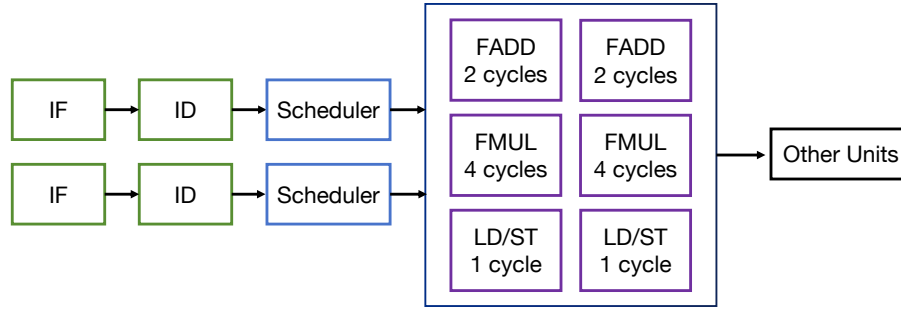 IF
ID
Scheduler
IF
ID
Scheduler
FADD
2 cycles
FADD
2 cycles
FMUL
4 cycles
FMUL
4 cycles
LD/ST
1 cycle
LD/ST
1 cycle
Other Units